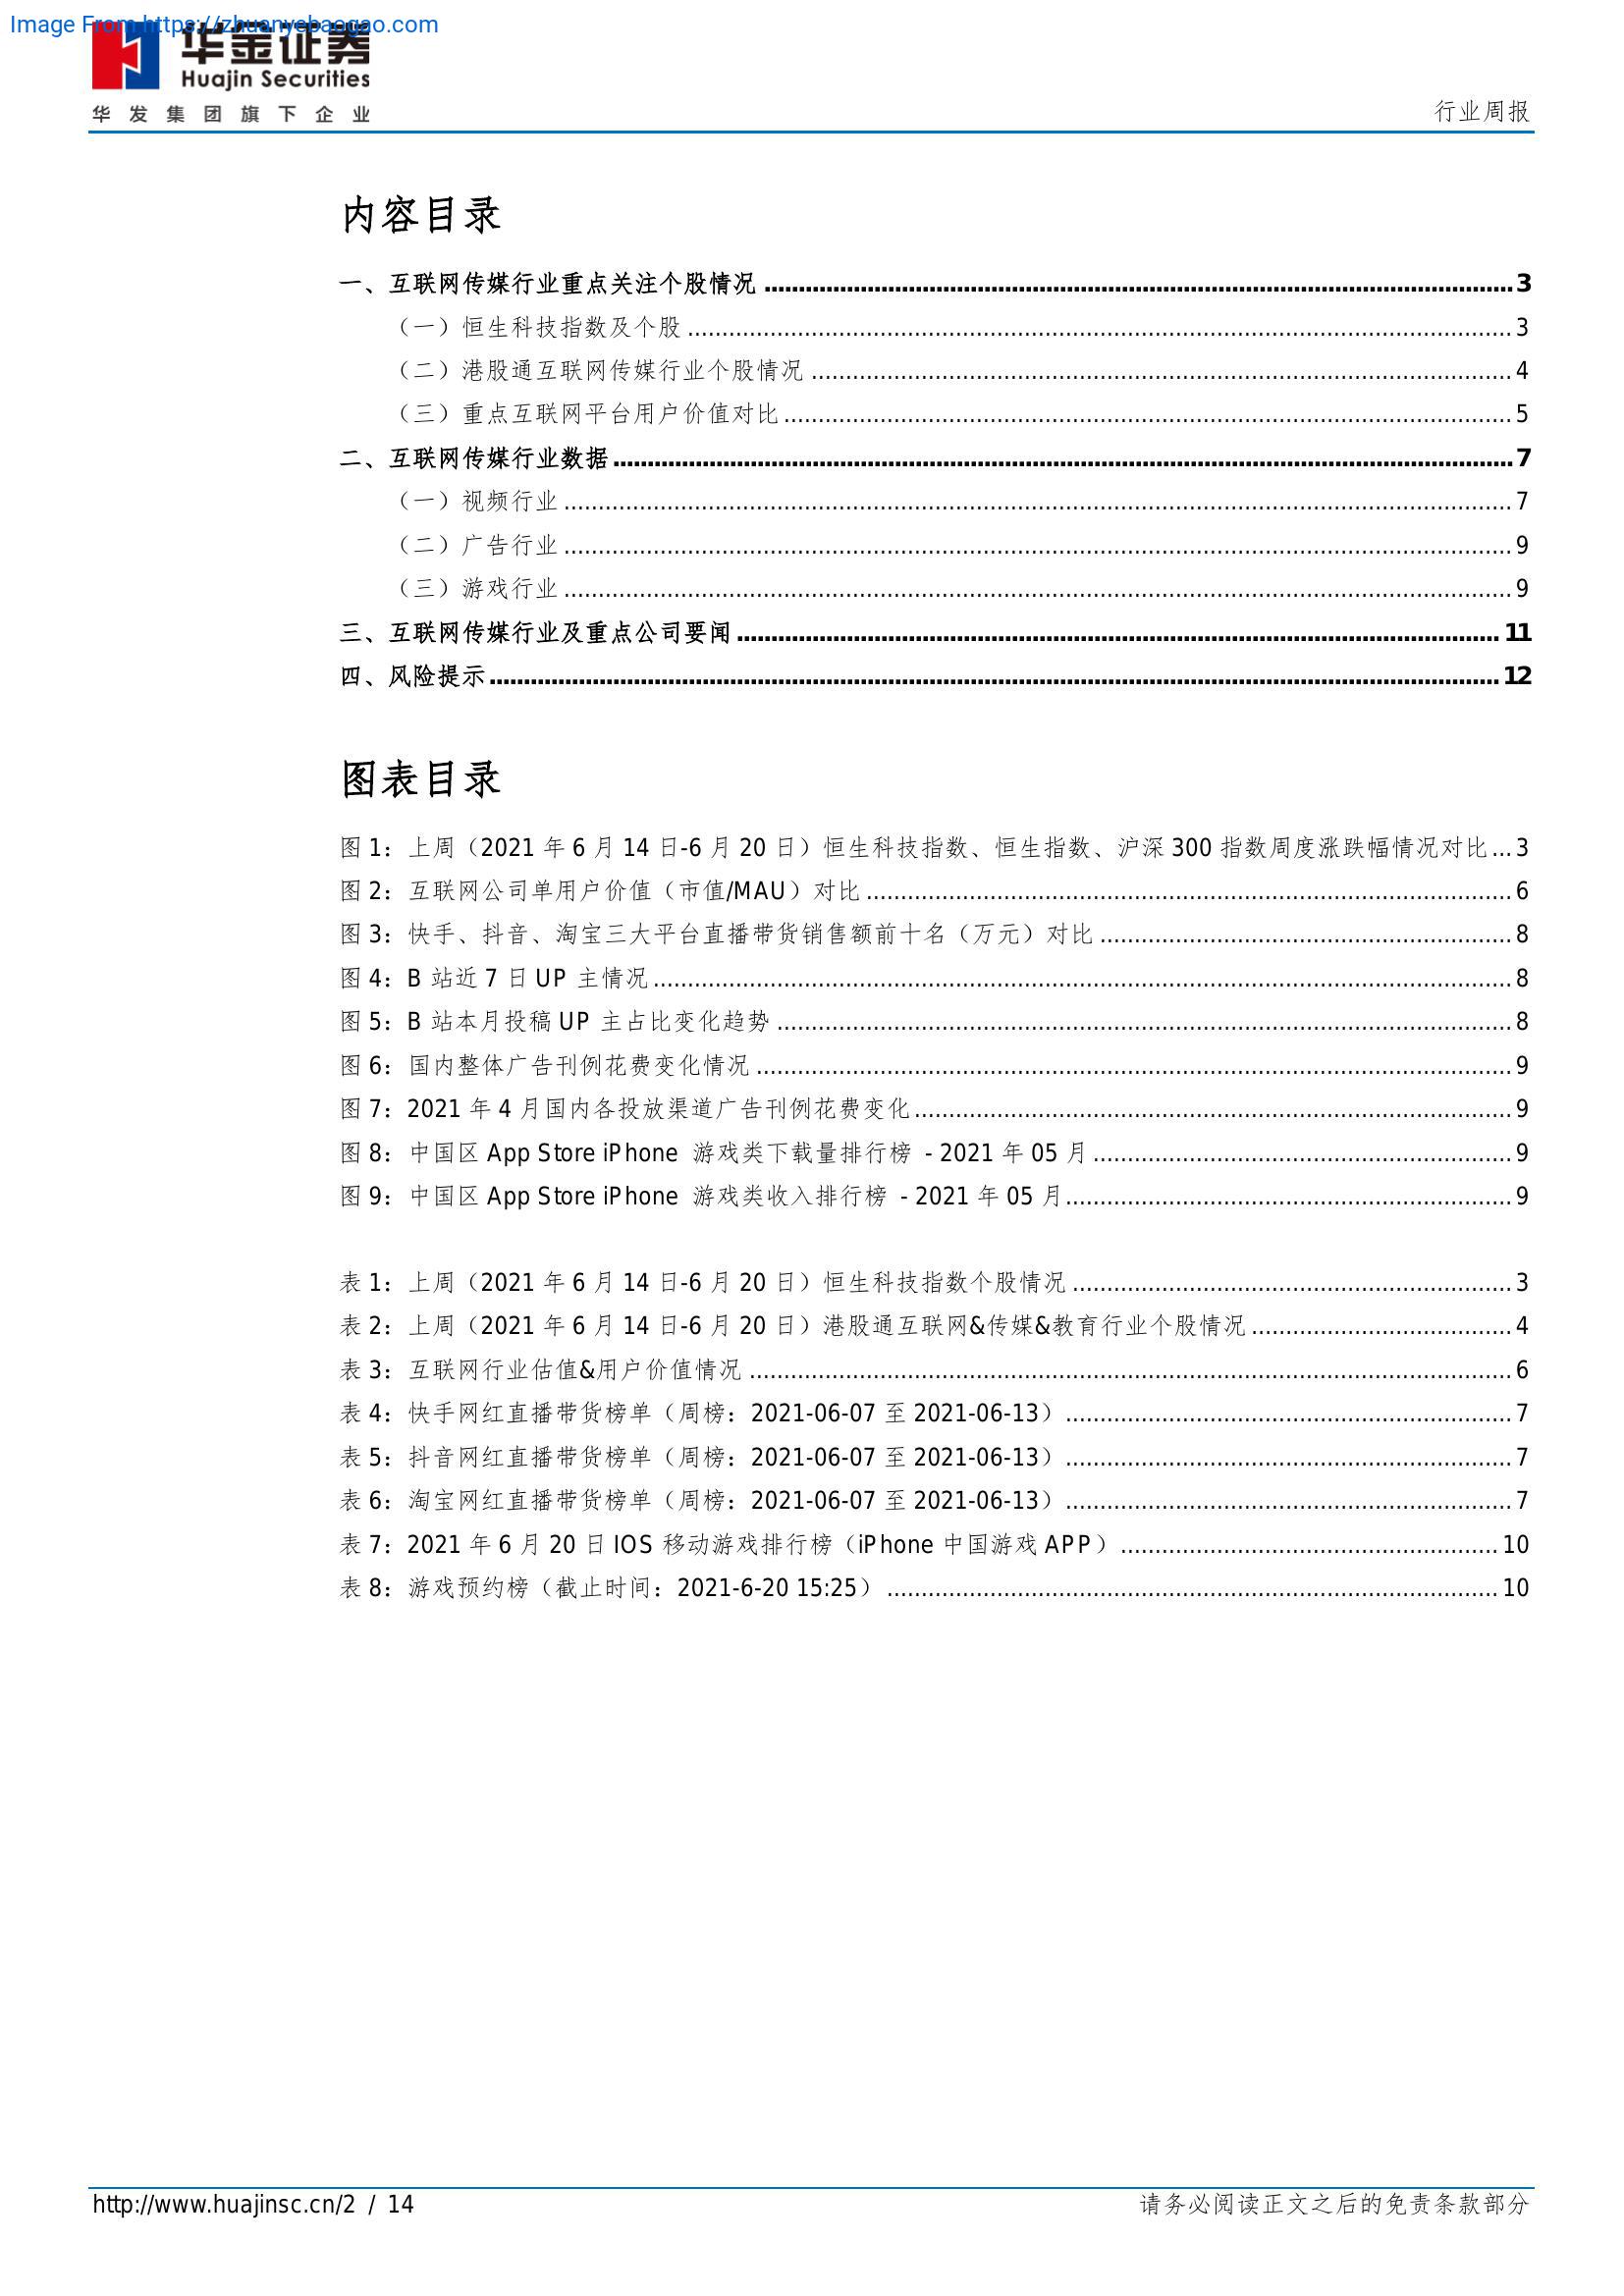 Image From https://zhuanyebaogao.com
华金证券
Huajin Securities
华发集团旗下企业
行业周报
内容目录
一、互联网传媒行业重点关注个股情况 3
（一）恒生科技指数及个股 3
（二）港股通互联网传媒行业个股情况 4
（三）重点互联网平台用户价值对比 5
二、互联网传媒行业数据 7
（一）视频行业 7
（二）广告行业 9
（三）游戏行业 9
三、互联网传媒行业及重点公司要闻 11
四、风险提示 12
图表目录
图 1：上周（2021 年 6 月 14 日-6 月 20 日）恒生科技指数、恒生指数、沪深 300 指数周度涨跌幅情况对比 3
图 2：互联网公司单用户价值（市值/MAU）对比 6
图 3：快手、抖音、淘宝三大平台直播带货销售额前十名（万元）对比 8
图 4：B 站近 7 日 UP 主情况 8
图 5：B 站本月投稿 UP 主占比变化趋势 8
图 6：国内整体广告刊例花费变化情况 9
图 7：2021 年 4 月国内各投放渠道广告刊例花费变化 9
图 8：中国区 App Store iPhone 游戏类下载量排行榜 - 2021 年 05 月 9
图 9：中国区 App Store iPhone 游戏类收入排行榜 - 2021 年 05 月 9
表 1：上周（2021 年 6 月 14 日-6 月 20 日）恒生科技指数个股情况 3
表 2：上周（2021 年 6 月 14 日-6 月 20 日）港股通互联网&传媒&教育行业个股情况 4
表 3：互联网行业估值&用户价值情况 6
表 4：快手网红直播带货榜单（周榜：2021-06-07 至 2021-06-13） 7
表 5：抖音网红直播带货榜单（周榜：2021-06-07 至 2021-06-13） 7
表 6：淘宝网红直播带货榜单（周榜：2021-06-07 至 2021-06-13） 7
表 7：2021 年 6 月 20 日 IOS 移动游戏排行榜（iPhone 中国游戏 APP） 10
表 8：游戏预约榜（截止时间：2021-6-20 15:25） 10
http://www.huajinsc.cn/2 / 14
请务必阅读正文之后的免责条款部分